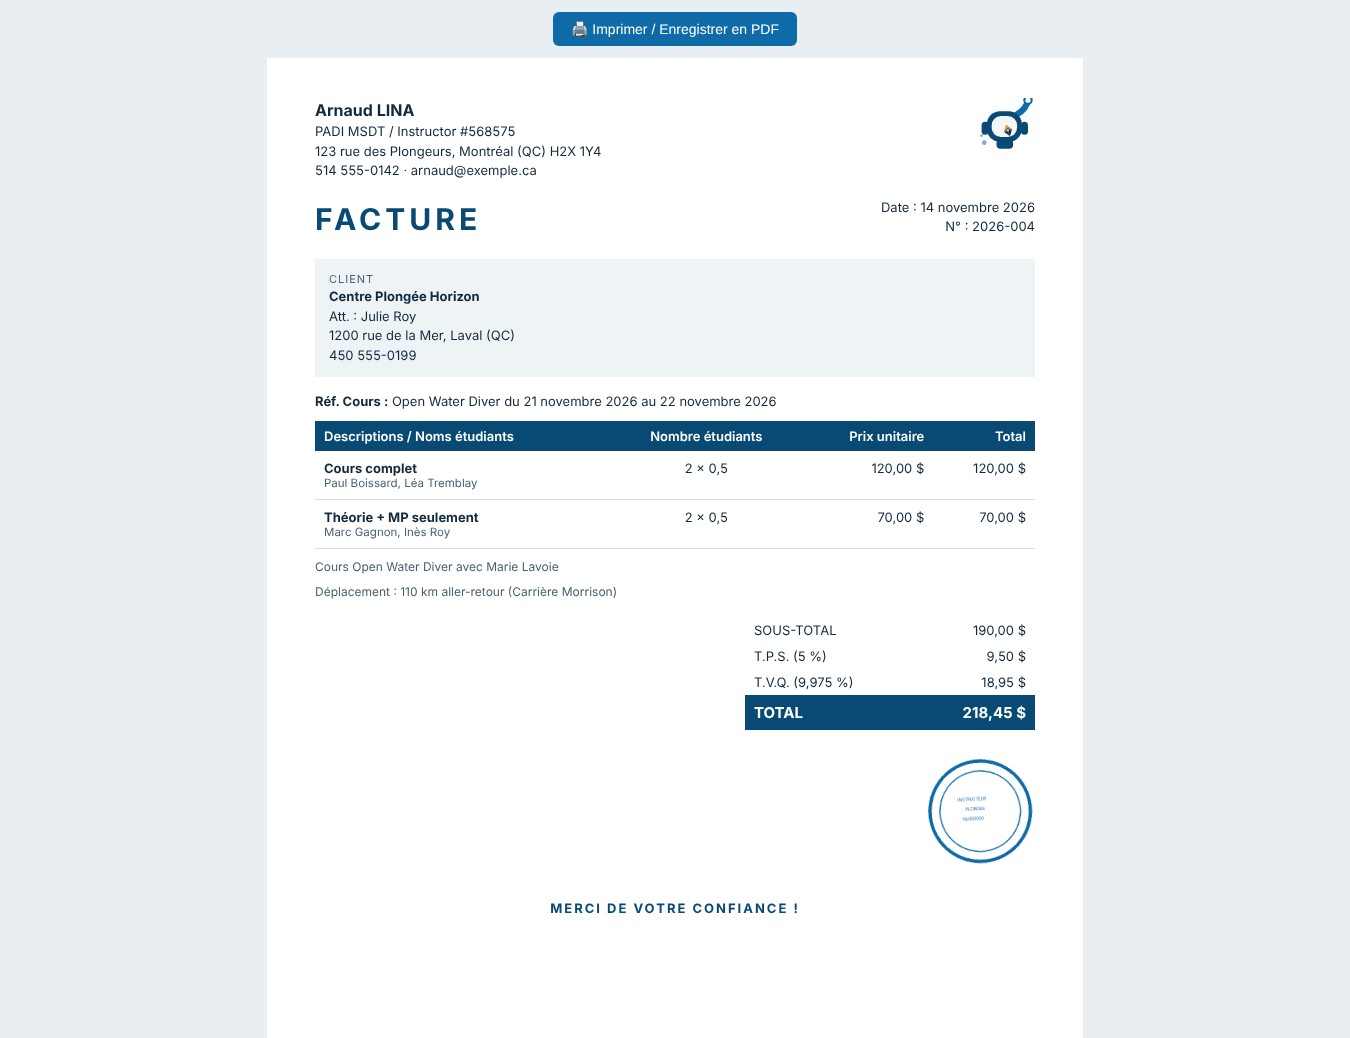 🖨️ Imprimer / Enregistrer en PDF
Arnaud LINA
PADI MSDT / Instructor #568575
123 rue des Plongeurs, Montréal (QC) H2X 1Y4
514 555-0142 · arnaud@exemple.ca
FACTURE
Date : 14 novembre 2026
N° : 2026-004
CLIENT
Centre Plongée Horizon
Att. : Julie Roy
1200 rue de la Mer, Laval (QC)
450 555-0199
Réf. Cours : Open Water Diver du 21 novembre 2026 au 22 novembre 2026
Descriptions / Noms étudiants Nombre étudiants Prix unitaire Total
Cours complet 2 × 0,5 120,00 $ 120,00 $
Paul Boissard, Léa Tremblay
Théorie + MP seulement 2 × 0,5 70,00 $ 70,00 $
Marc Gagnon, Inès Roy
Cours Open Water Diver avec Marie Lavoie
Déplacement : 110 km aller-retour (Carrière Morrison)
SOUS-TOTAL 190,00 $
T.P.S. (5 %) 9,50 $
T.V.Q. (9,975 %) 18,95 $
TOTAL 218,45 $
MERCI DE VOTRE CONFIANCE !